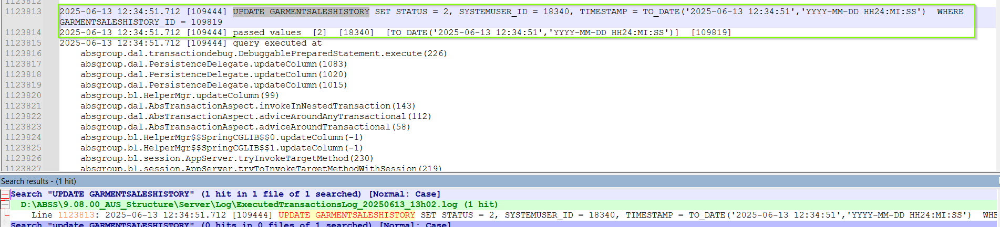 1123812
1123813 2025-06-13 12:34:51.712 [109444] UPDATE GARMENTSALESHISTORY SET STATUS = 2, SYSTEMUSER_ID = 18340, TIMESTAMP = TO_DATE('2025-06-13 12:34:51','YYYY-MM-DD HH24:MI:SS')  WHERE
GARMENTSALESHISTORY_ID = 109819
1123814 2025-06-13 12:34:51.712 [109444] passed values  [2]  [18340]  [TO_DATE('2025-06-13 12:34:51','YYYY-MM-DD HH24:MI:SS')]  [109819]
1123815 2025-06-13 12:34:51.712 [109444] query executed at
1123816 absgroup.dal.transactiondebug.DebuggablePreparedStatement.execute(226)
1123817 absgroup.dal.PersistenceDelegate.updateColumn(1083)
1123818 absgroup.dal.PersistenceDelegate.updateColumn(1020)
1123819 absgroup.dal.PersistenceDelegate.updateColumn(1015)
1123820 absgroup.bl.HelperMgr.updateColumn(99)
1123821 absgroup.dal.AbsTransactionAspect.invokeInNestedTransaction(143)
1123822 absgroup.dal.AbsTransactionAspect.adviceAroundAnyTransactional(112)
1123823 absgroup.dal.AbsTransactionAspect.adviceAroundTransactional(58)
1123824 absgroup.bl.HelperMgr$$SpringCGLIB$$0.updateColumn(-1)
1123825 absgroup.bl.HelperMgr$$SpringCGLIB$$1.updateColumn(-1)
1123826 absgroup.bl.session.AppServer.tryInvokeTargetMethod(230)
1123827 absgroup.bl.session.AppServer.tryToInvokeTargetMethodWithSession(219)
Search results - (1 hit)
Search "UPDATE GARMENTSALESHISTORY" (1 hit in 1 file of 1 searched) [Normal: Case]
D:\ABSS\9.08.00_AUS_Structure\Server\Log\ExecutedTransactionsLog_20250613_13h02.log (1 hit)
Line 1123813: 2025-06-13 12:34:51.712 [109444] UPDATE GARMENTSALESHISTORY SET STATUS = 2, SYSTEMUSER_ID = 18340, TIMESTAMP = TO_DATE('2025-06-13 12:34:51','YYYY-MM-DD HH24:MI:SS')  WHE
Search "update GARMENTSALESHISTORY" (0 hits in 0 files of 1 searched) [Normal: Case]